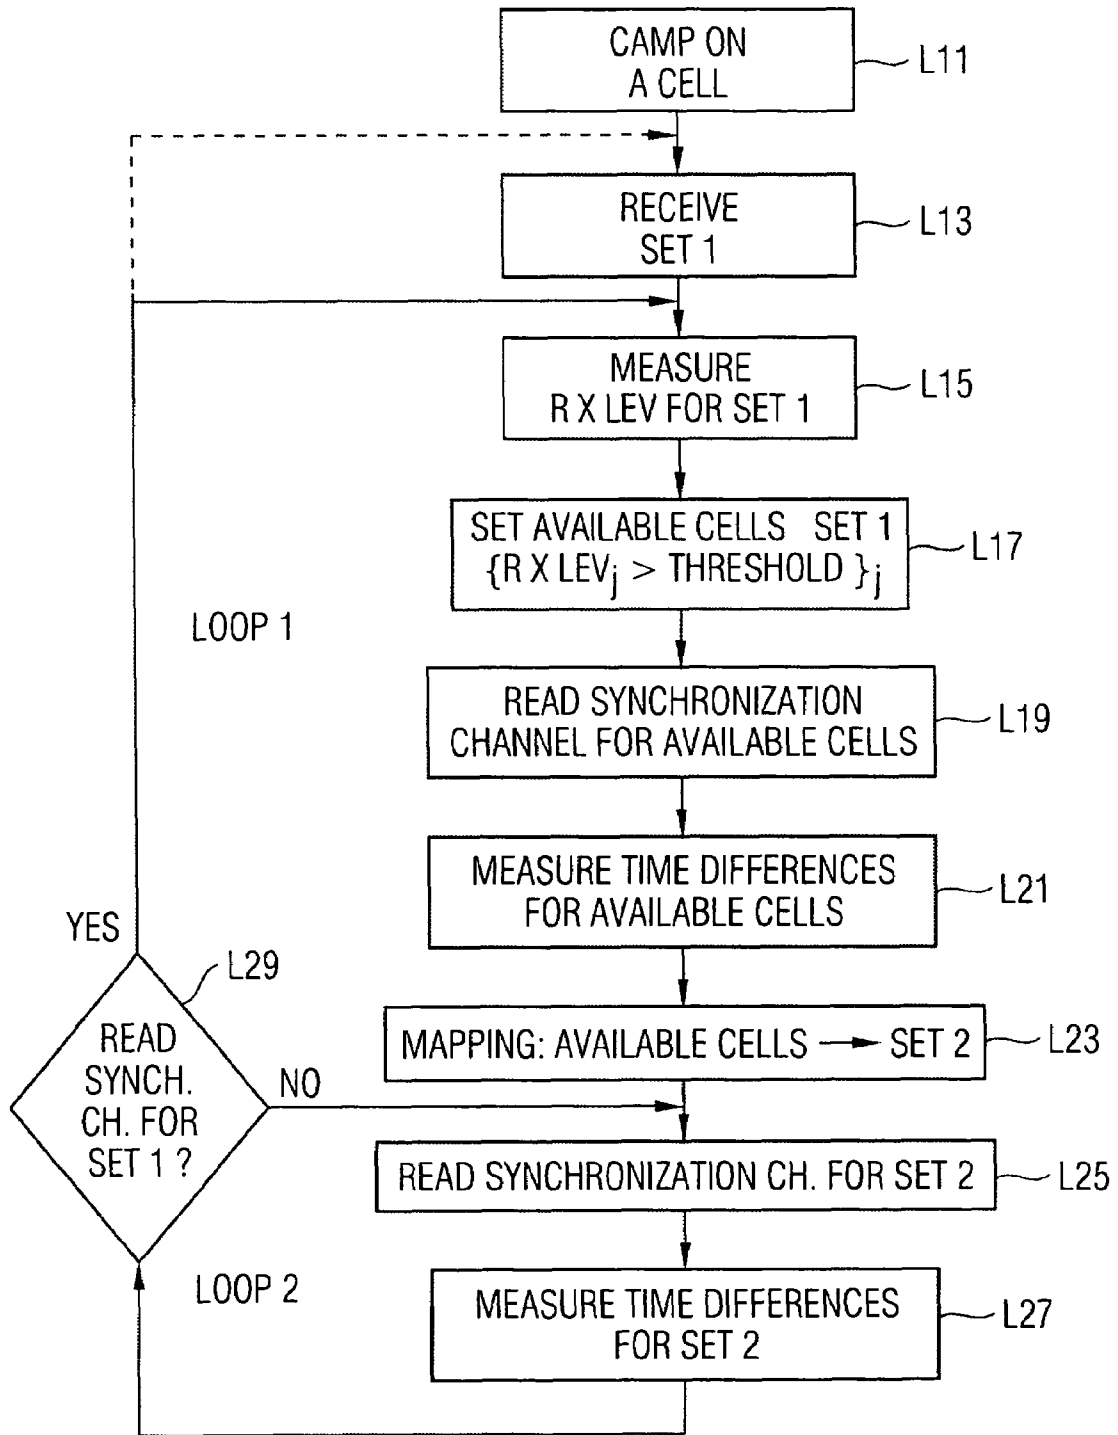 CAMP ON
A CELL
L11
RECEIVE
SET 1
L13
MEASURE
R X LEV FOR SET 1
L15
SET AVAILABLE CELLS SET 1
{R X LEVj > THRESHOLD }j
L17
LOOP 1
READ SYNCHRONIZATION
CHANNEL FOR AVAILABLE CELLS
L19
MEASURE TIME DIFFERENCES
FOR AVAILABLE CELLS
L21
YES
L29
READ
SYNCH.
CH. FOR
SET 1 ?
NO
MAPPING: AVAILABLE CELLS → SET 2
L23
READ SYNCHRONIZATION CH. FOR SET 2
L25
LOOP 2
MEASURE TIME DIFFERENCES
FOR SET 2
L27